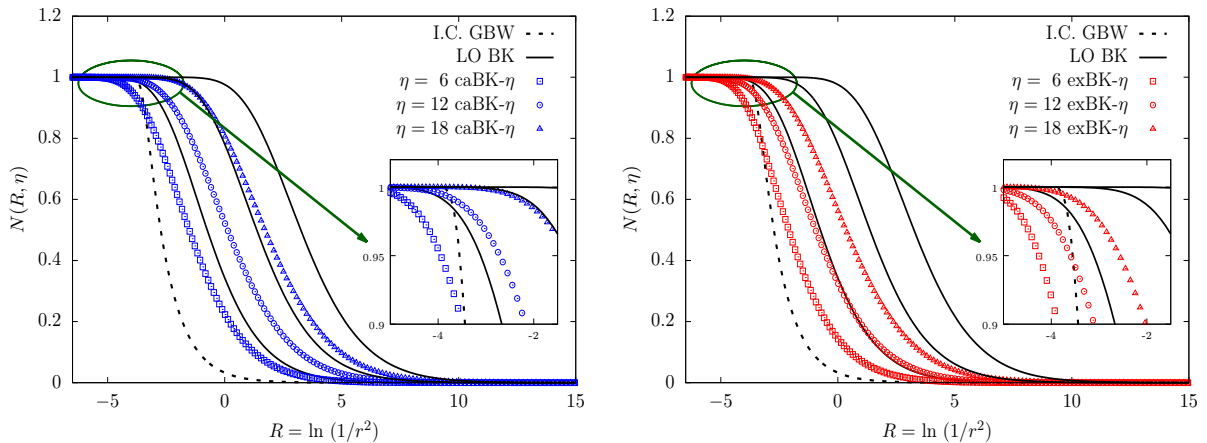 1.2
1
0.8
0.6
0.4
0.2
0
N(R, η)
I.C. GBW
LO BK
η = 6 caBK-η
η = 12 caBK-η
η = 18 caBK-η
1
0.95
0.9
-4
-2
-5
0
5
10
15
R = ln (1/r²)
1.2
1
0.8
0.6
0.4
0.2
0
N(R, η)
I.C. GBW
LO BK
η = 6 exBK-η
η = 12 exBK-η
η = 18 exBK-η
1
0.95
0.9
-4
-2
-5
0
5
10
15
R = ln (1/r²)